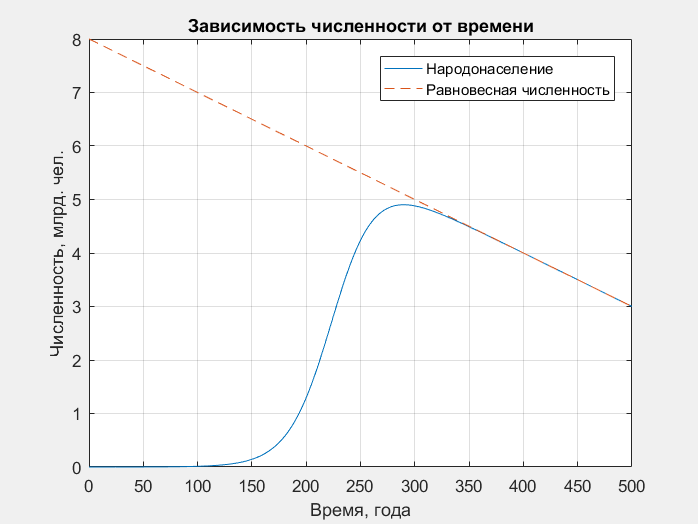 Зависимость численности от времени
Народонаселение
Равновесная численность
Численность, млрд. чел.
8
7
6
5
4
3
2
1
0
0 50 100 150 200 250 300 350 400 450 500
Время, года